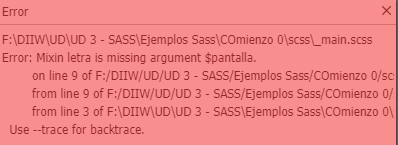 Error
F:\DIIW\UD\UD 3 - SASS\Ejemplos Sass\COmienzo 0\scss\_main.scss
Error: Mixin letra is missing argument $pantalla.
on line 9 of F:/DIIW/UD/UD 3 - SASS/Ejemplos Sass/COmienzo 0/sc
from line 9 of F:/DIIW/UD/UD 3 - SASS/Ejemplos Sass/COmienzo 0/
from line 3 of F:\DIIW\UD\UD 3 - SASS\Ejemplos Sass\COmienzo 0\
Use --trace for backtrace.